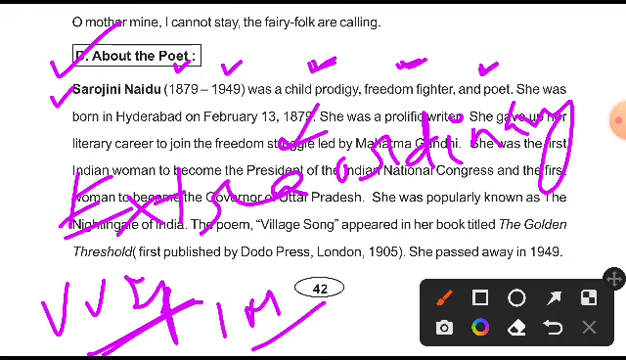 O mother mine, I cannot stay, the fairy-folk are calling.
D. About the Poet :
Sarojini Naidu (1879 – 1949) was a child prodigy, freedom fighter, and poet. She was
born in Hyderabad on February 13, 1879. She was a prolific writer. She gave up her
literary career to join the freedom struggle led by Mahatma Gandhi. She was the first
Indian woman to become the President of the Indian National Congress and the first
woman to became the Governor of Uttar Pradesh. She was popularly known as The
Nightingale of India. The poem, “Village Song” appeared in her book titled The Golden
Threshold( first published by Dodo Press, London, 1905). She passed away in 1949.
42